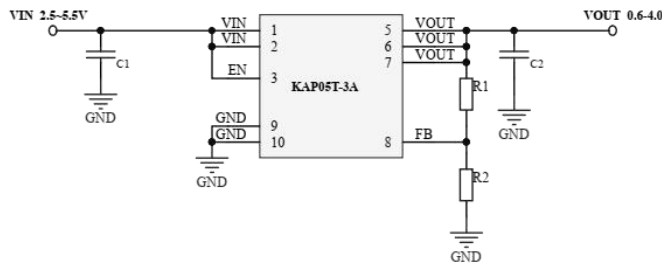 VIN 2.5~5.5V
VOUT 0.6-4.0
VIN
1
5
VOUT
VIN
2
6
VOUT
7
VOUT
C1
C2
EN
3
KAP05T-3A
R1
GND
GND
9
GND
10
8
FB
GND
GND
R2
GND